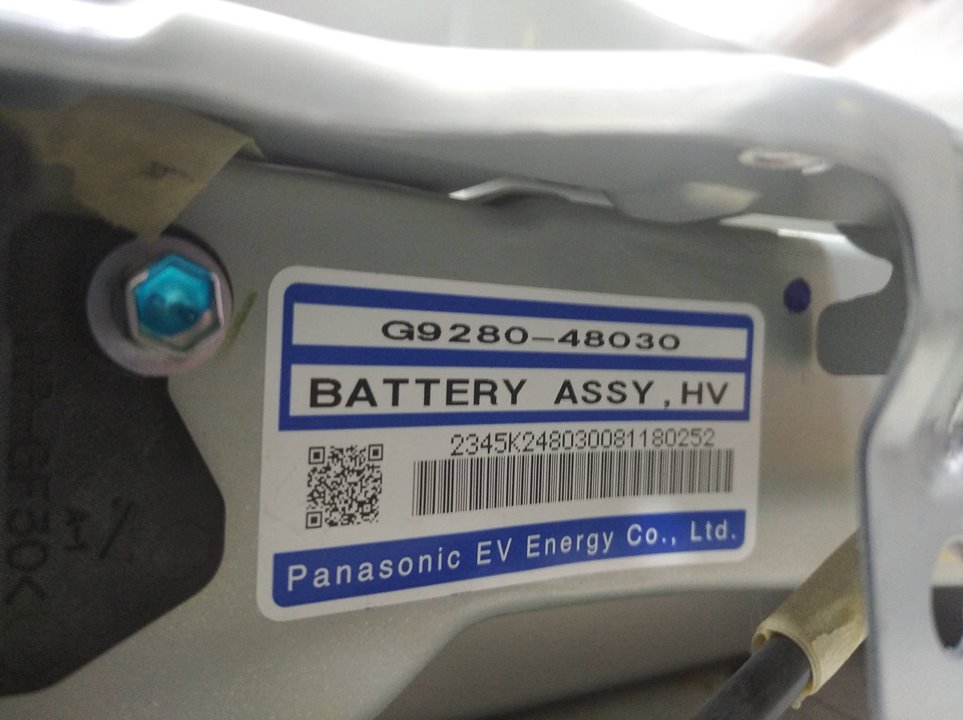 G9280-48030
BATTERY ASSY, HV
2345K248030081180252
Panasonic EV Energy Co., Ltd.